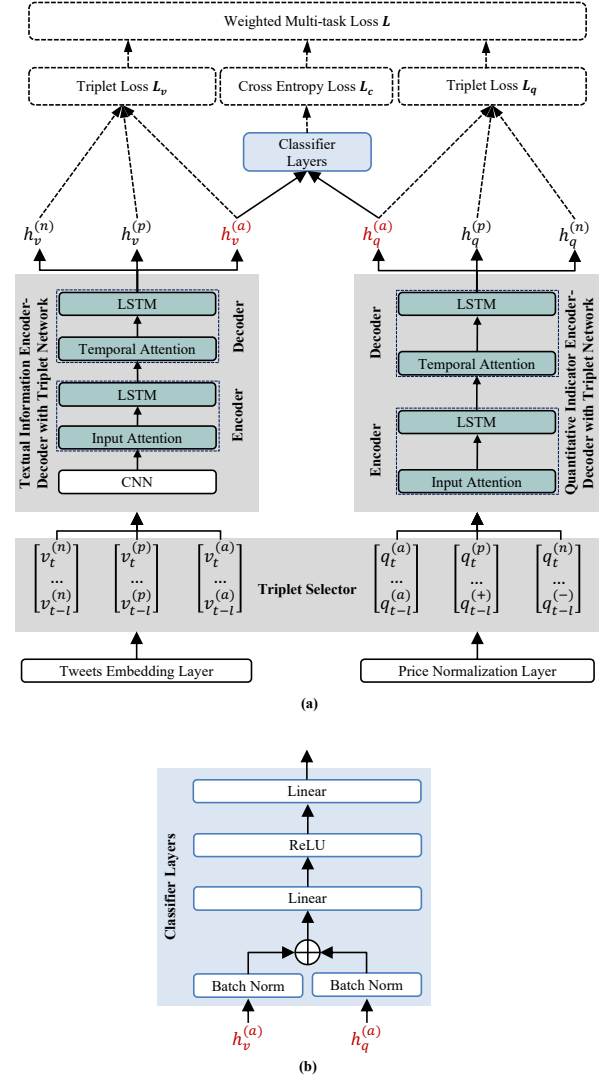 Weighted Multi-task Loss L
Triplet Loss L_v
Cross Entropy Loss L_c
Triplet Loss L_q
Classifier
Layers
h_v^(n)
h_v^(p)
h_v^(a)
h_q^(a)
h_q^(p)
h_q^(n)
Textual Information Encoder-
Decoder with Triplet Network
LSTM
Temporal Attention
Decoder
LSTM
Input Attention
Encoder
CNN
Decoder
LSTM
Temporal Attention
Encoder
LSTM
Input Attention
Quantitative Indicator Encoder-
Decoder with Triplet Network
v_t^(n) v_t^(p) v_t^(a) q_t^(a) q_t^(p) q_t^(n)
... ... ... ... ... ...
v_{t-l}^(n) v_{t-l}^(p) v_{t-l}^(a) q_{t-l}^(a) q_{t-l}^(+) q_{t-l}^(-)
Triplet Selector
Tweets Embedding Layer
Price Normalization Layer
(a)
Classifier Layers
Linear
ReLU
Linear
Batch Norm
Batch Norm
h_v^(a)
h_q^(a)
(b)